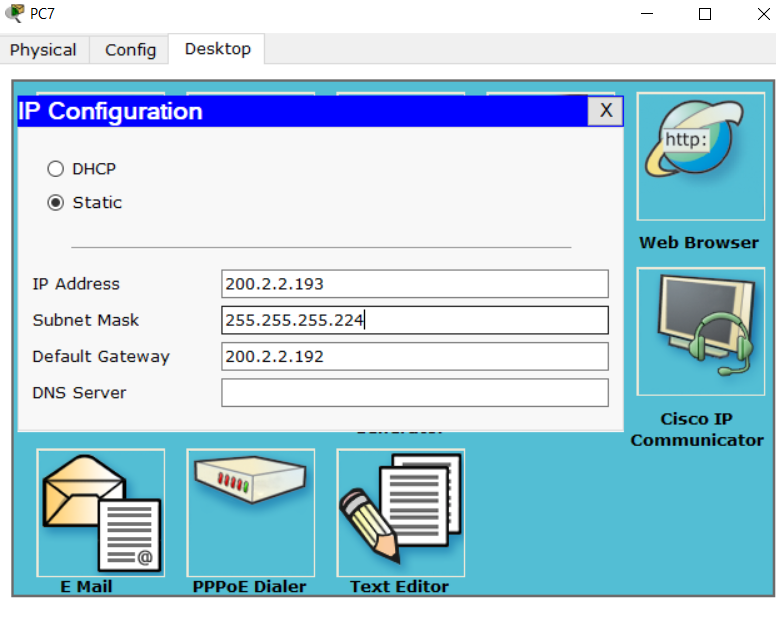 PC7
Physical
Config
Desktop
IP Configuration
X
DHCP
Static
IP Address
200.2.2.193
Subnet Mask
255.255.255.224
Default Gateway
200.2.2.192
DNS Server
http:
Web Browser
Cisco IP
Communicator
@
E Mail
PPPoE Dialer
Text Editor